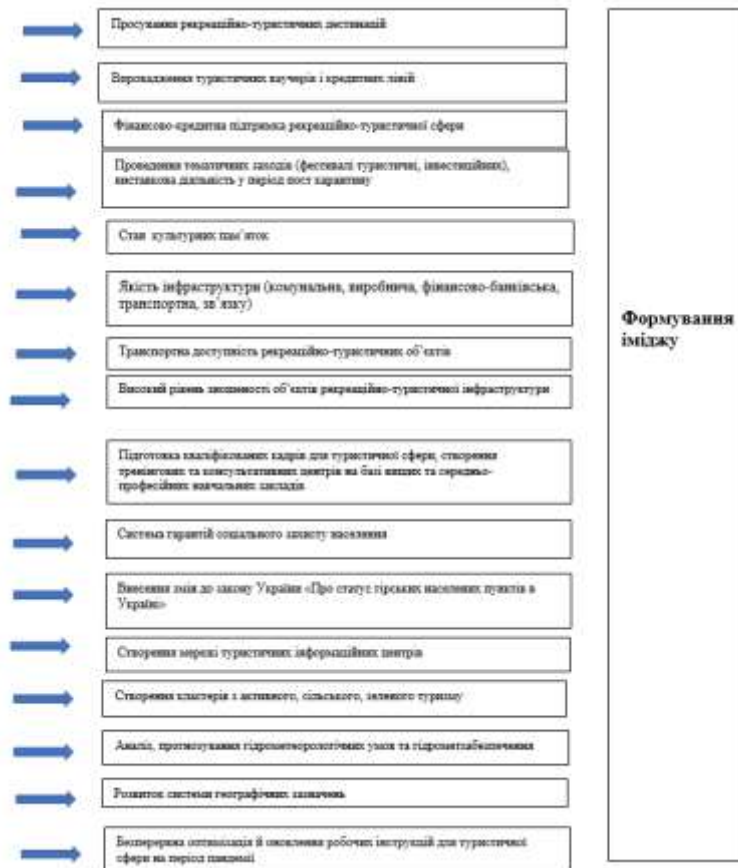 Просування рекреаційно-туристичних дестинацій
Впровадження туристичних ваучерів і кредитних ліній
Фінансово-кредитна підтримка рекреаційно-туристичної сфери
Проведення тематичних заходів (фестивалі туристичні, інвестиційних),
виставкова діяльність у період пост карантину
Стан культурних пам´яток
Якість інфраструктури (комунальна, виробнича, фінансово-банківська,
транспортна, зв´язку)
Транспортна доступність рекреаційно-туристичних об´єктів
Високий рівень зношеності об´єктів рекреаційно-туристичної інфраструктури
Підготовка кваліфікованих кадрів для туристичної сфери, створення
тренінгових та консультативних центрів на базі вищих та середньо-
професійних навчальних закладів
Система гарантій соціального захисту населення
Внесення змін до закону України «Про статус гірських населених пунктів в
Україні»
Створення мережі туристичних інформаційних центрів
Створення кластерів з активного, сільського, зеленого туризму
Аналіз, прогнозування гідрометеорологічних умов та гідрометзабезпечення
Розвиток системи географічних зазначень
Безперервна оптимізація й оновлення робочих інструкцій для туристичної
сфери на період пандемії
Формування
іміджу